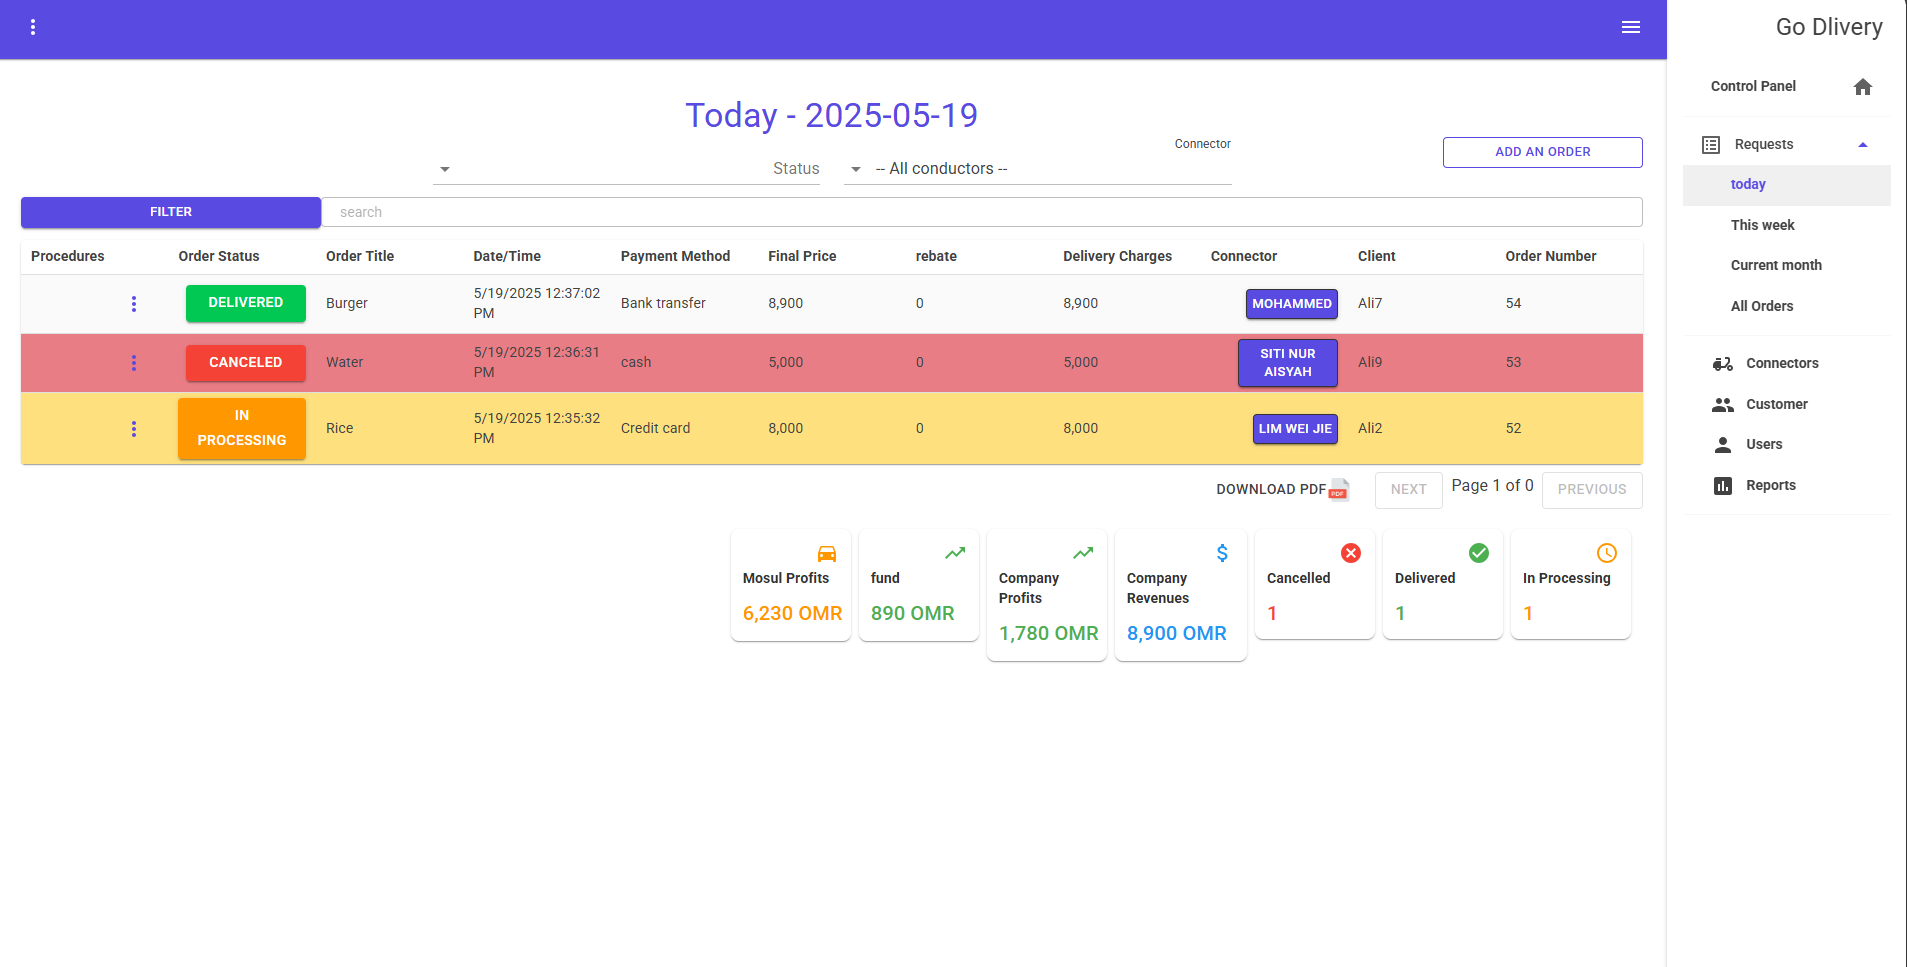 Go Dlivery
Control Panel
Requests
today
This week
Current month
All Orders
Connectors
Customer
Users
Reports
Today - 2025-05-19
Status
Connector
-- All conductors --
ADD AN ORDER
FILTER
search
Procedures Order Status Order Title Date/Time Payment Method Final Price rebate Delivery Charges Connector Client Order Number
DELIVERED Burger 5/19/2025 12:37:02 PM Bank transfer 8,900 0 8,900 MOHAMMED Ali7 54
CANCELED Water 5/19/2025 12:36:31 PM cash 5,000 0 5,000 SITI NUR AISYAH Ali9 53
IN PROCESSING Rice 5/19/2025 12:35:32 PM Credit card 8,000 0 8,000 LIM WEI JIE Ali2 52
DOWNLOAD PDF PDF NEXT Page 1 of 0 PREVIOUS
Mosul Profits
6,230 OMR
fund
890 OMR
Company
Profits
1,780 OMR
$
Company
Revenues
8,900 OMR
Cancelled
1
Delivered
1
In Processing
1